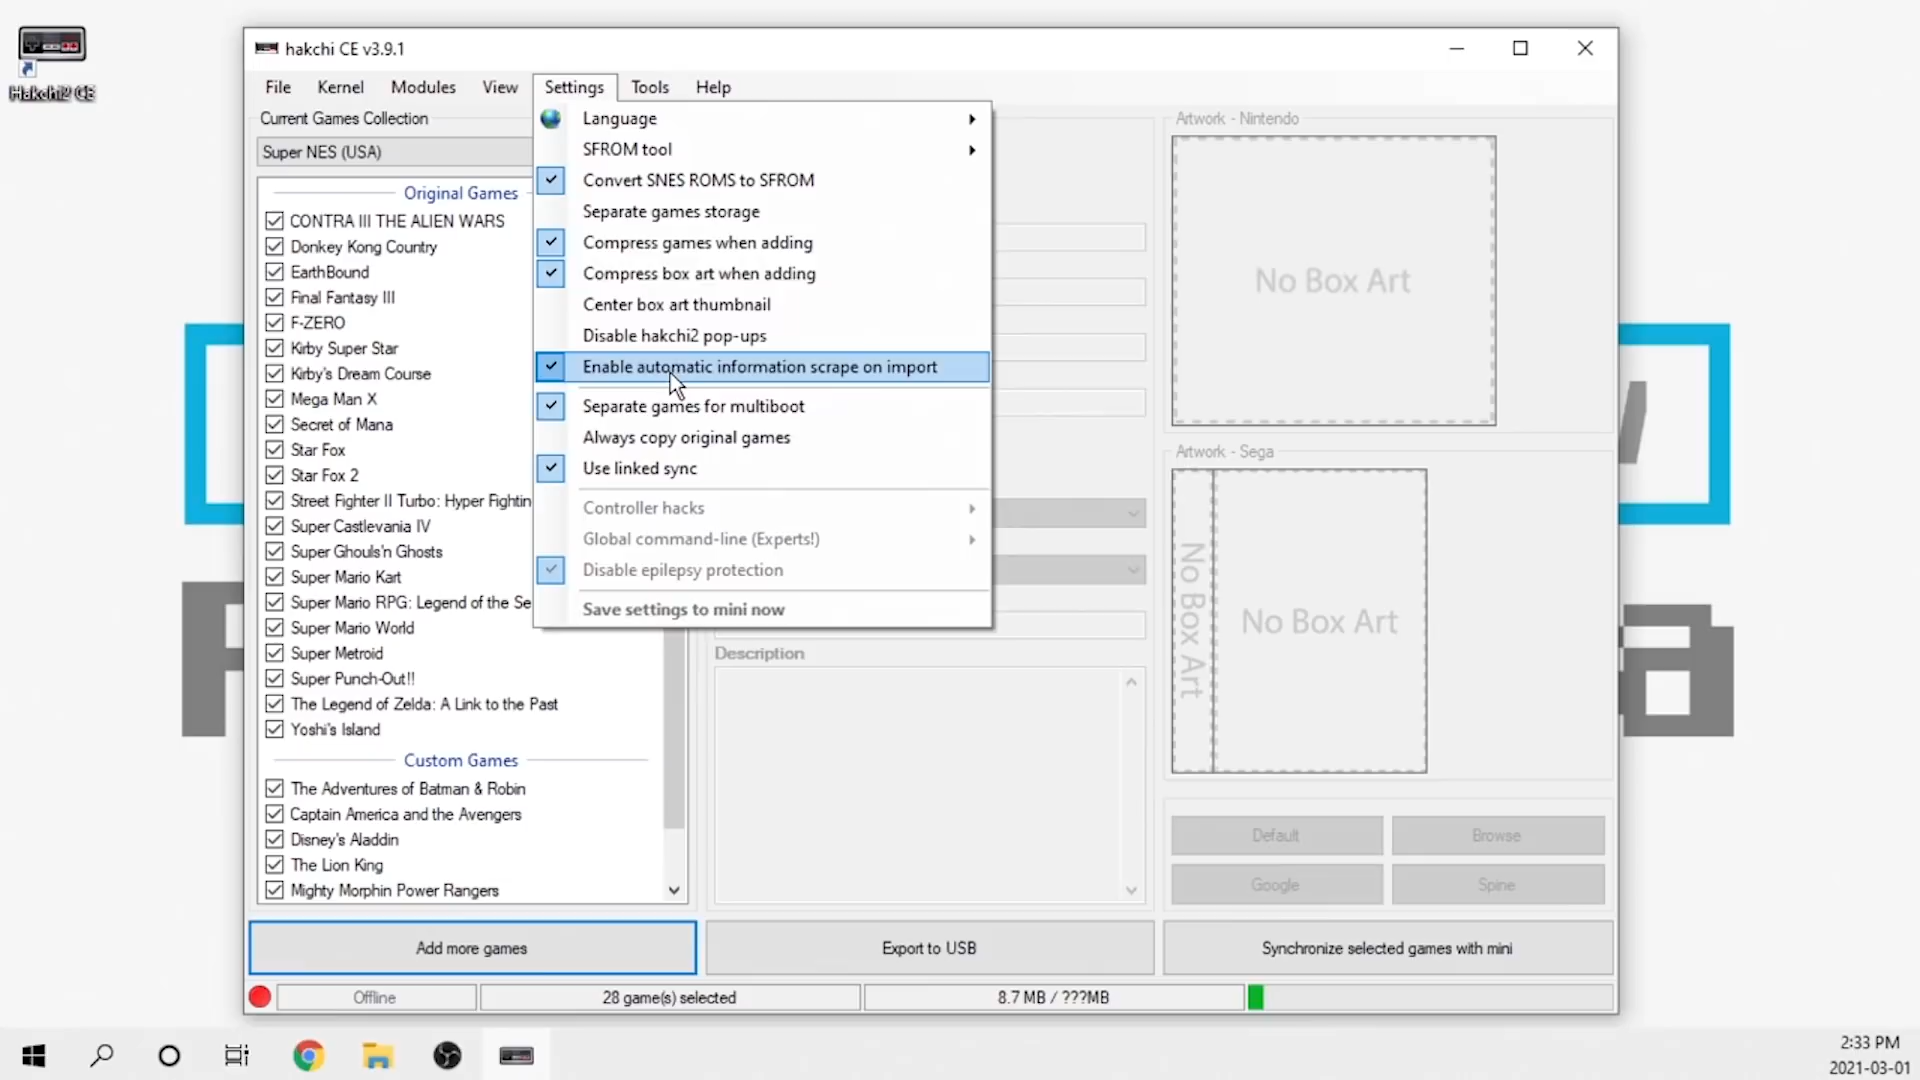 Hakchi2 CE
hakchi CE v3.9.1
File Kernel Modules View Settings Tools Help
Current Games Collection
Super NES (USA)
Original Games
CONTRA III THE ALIEN WARS
Donkey Kong Country
EarthBound
Final Fantasy III
F-ZERO
Kirby Super Star
Kirby's Dream Course
Mega Man X
Secret of Mana
Star Fox
Star Fox 2
Street Fighter II Turbo: Hyper Fightin
Super Castlevania IV
Super Ghouls'n Ghosts
Super Mario Kart
Super Mario RPG: Legend of the Se
Super Mario World
Super Metroid
Super Punch-Out!!
The Legend of Zelda: A Link to the Past
Yoshi's Island
Custom Games
The Adventures of Batman & Robin
Captain America and the Avengers
Disney's Aladdin
The Lion King
Mighty Morphin Power Rangers
Language
SFROM tool
Convert SNES ROMS to SFROM
Separate games storage
Compress games when adding
Compress box art when adding
Center box art thumbnail
Disable hakchi2 pop-ups
Enable automatic information scrape on import
Separate games for multiboot
Always copy original games
Use linked sync
Controller hacks
Global command-line (Experts!)
Disable epilepsy protection
Save settings to mini now
Description
Artwork - Nintendo
No Box Art
Artwork - Sega
No Box Art
No Box Art
Default Browse
Google Spine
Add more games
Export to USB
Synchronize selected games with mini
Offline
28 game(s) selected
8.7 MB / ???MB
2:33 PM
2021-03-01